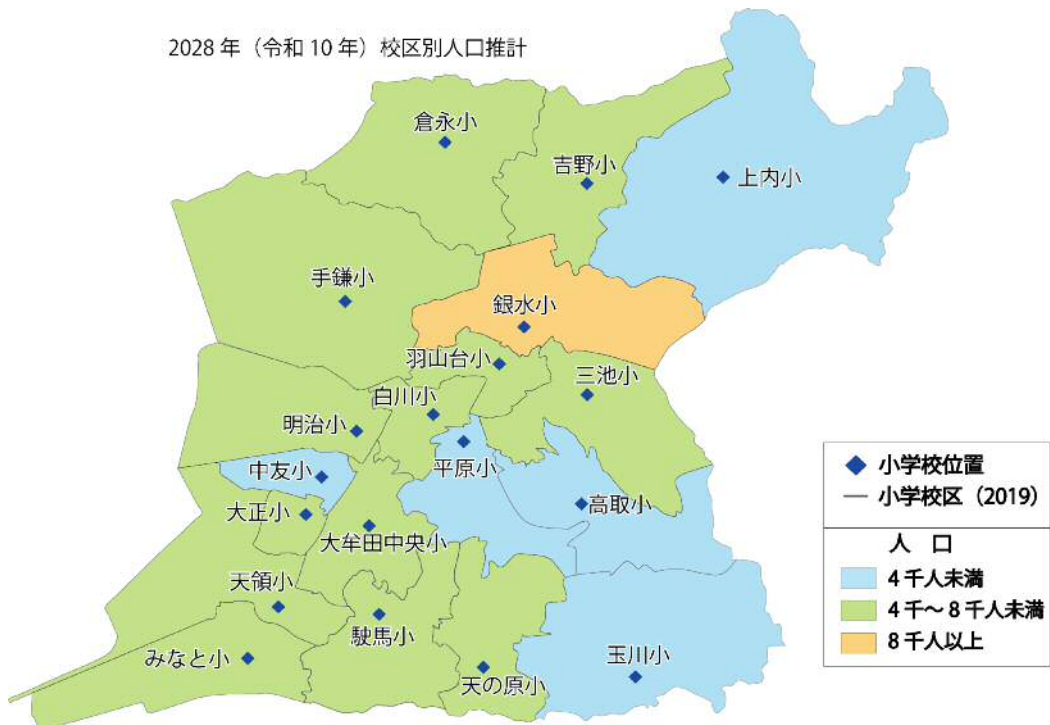 2028年（令和10年）校区別人口推計
倉永小
吉野小
上内小
手鎌小
銀水小
羽山台小
三池小
白川小
明治小
平原小
中友小
高取小
大正小
大牟田中央小
天領小
駛馬小
みなと小
玉川小
天の原小
小学校位置
小学校区（2019）
人　口
4千人未満
4千～8千人未満
8千人以上